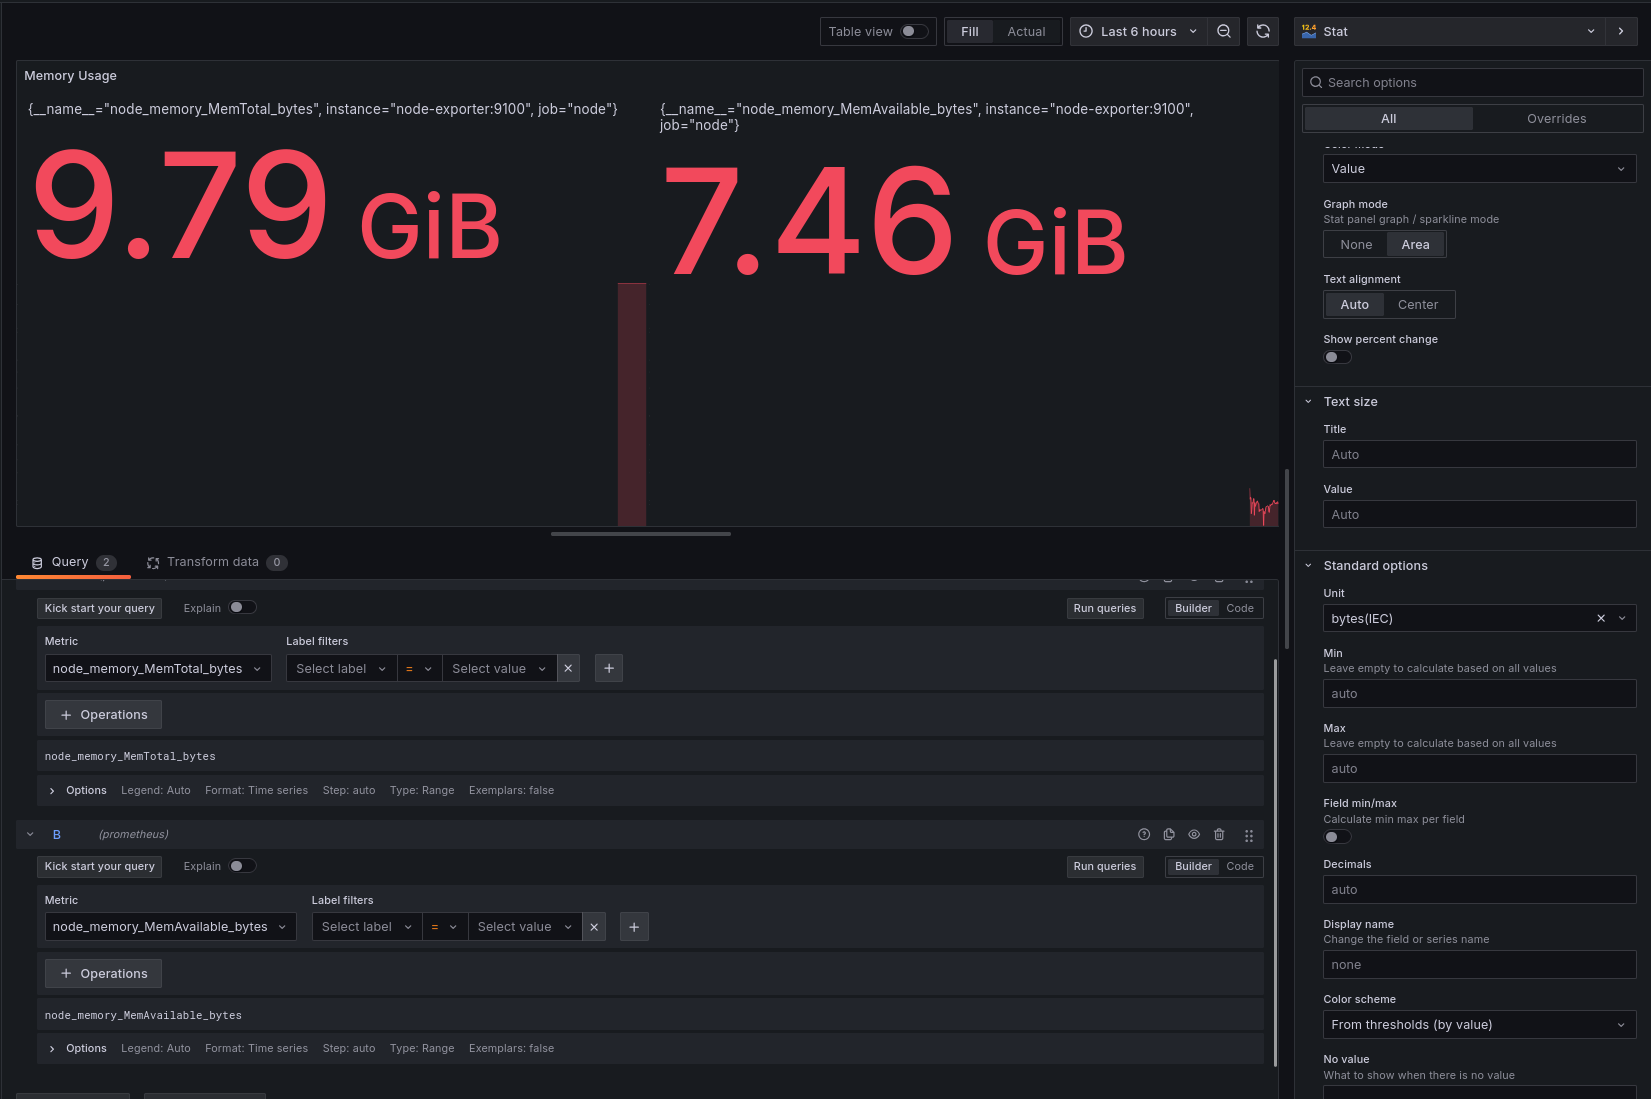 Table view
Fill
Actual
Last 6 hours
12.4
Stat
Memory Usage
{__name__="node_memory_MemTotal_bytes", instance="node-exporter:9100", job="node"}
9.79 GiB
{__name__="node_memory_MemAvailable_bytes", instance="node-exporter:9100",
job="node"}
7.46 GiB
Query 2
Transform data 0
Kick start your query
Explain
Run queries
Builder
Code
Metric
Label filters
node_memory_MemTotal_bytes
Select label
=
Select value
+ Operations
node_memory_MemTotal_bytes
Options
Legend: Auto
Format: Time series
Step: auto
Type: Range
Exemplars: false
B
(prometheus)
Kick start your query
Explain
Run queries
Builder
Code
Metric
Label filters
node_memory_MemAvailable_bytes
Select label
=
Select value
+ Operations
node_memory_MemAvailable_bytes
Options
Legend: Auto
Format: Time series
Step: auto
Type: Range
Exemplars: false
Search options
All
Overrides
Value
Graph mode
Stat panel graph / sparkline mode
None
Area
Text alignment
Auto
Center
Show percent change
Text size
Title
Auto
Value
Auto
Standard options
Unit
bytes(IEC)
Min
Leave empty to calculate based on all values
auto
Max
Leave empty to calculate based on all values
auto
Field min/max
Calculate min max per field
Decimals
auto
Display name
Change the field or series name
none
Color scheme
From thresholds (by value)
No value
What to show when there is no value